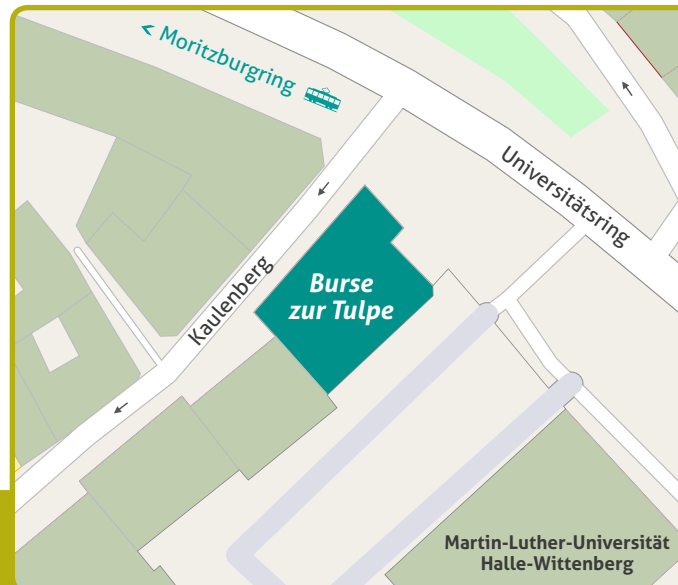 Moritzburgring
Universitätsring
Kaulenberg
Burse
zur Tulpe
Martin-Luther-Universität
Halle-Wittenberg